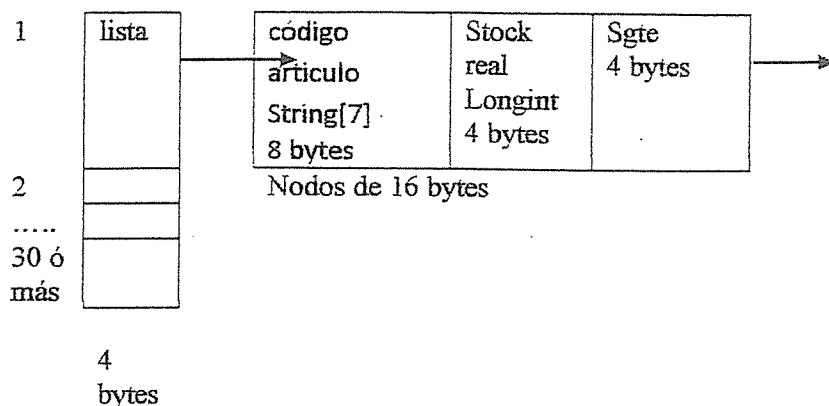 1
lista
código
articulo
String[7]
8 bytes
Stock
real
Longint
4 bytes
Sgte
4 bytes
2
Nodos de 16 bytes
.....
30 ó
más
4
bytes